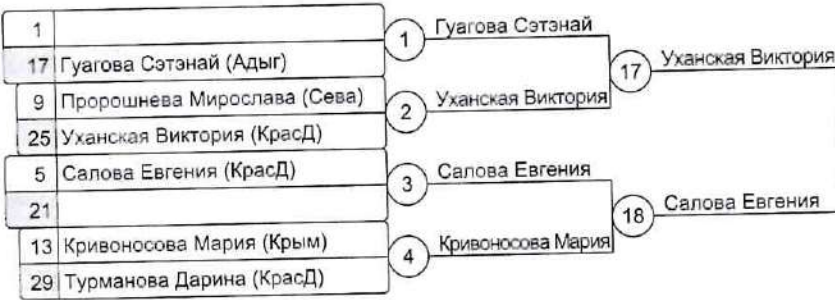 1
17 Гуагова Сэтэнай (Адыг)
1
Гуагова Сэтэнай
9 Пророшнева Мирослава (Сева)
25 Уханская Виктория (КрасД)
2
Уханская Виктория
17
Уханская Виктория
5 Салова Евгения (КрасД)
21
3
Салова Евгения
13 Кривоносова Мария (Крым)
29 Турманова Дарина (КрасД)
4
Кривоносова Мария
18
Салова Евгения